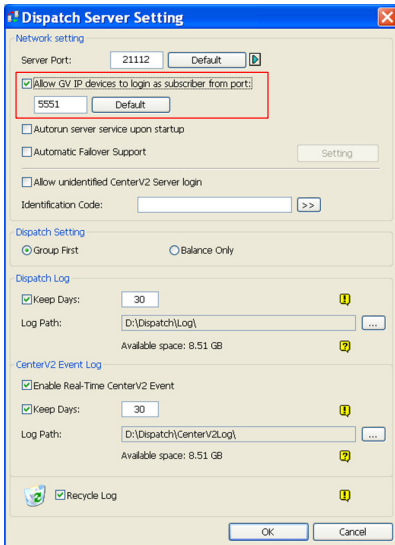 Dispatch Server Setting
Network setting
Server Port: 21112 Default
Allow GV IP devices to login as subscriber from port:
5551 Default
Autorun server service upon startup
Automatic Failover Support Setting
Allow unidentified CenterV2 Server login
Identification Code: >>
Dispatch Setting
Group First Balance Only
Dispatch Log
Keep Days: 30
Log Path: D:\Dispatch\Log\ ...
Available space: 8.51 GB
CenterV2 Event Log
Enable Real-Time CenterV2 Event
Keep Days: 30
Log Path: D:\Dispatch\CenterV2Log\ ...
Available space: 8.51 GB
Recycle Log
OK Cancel